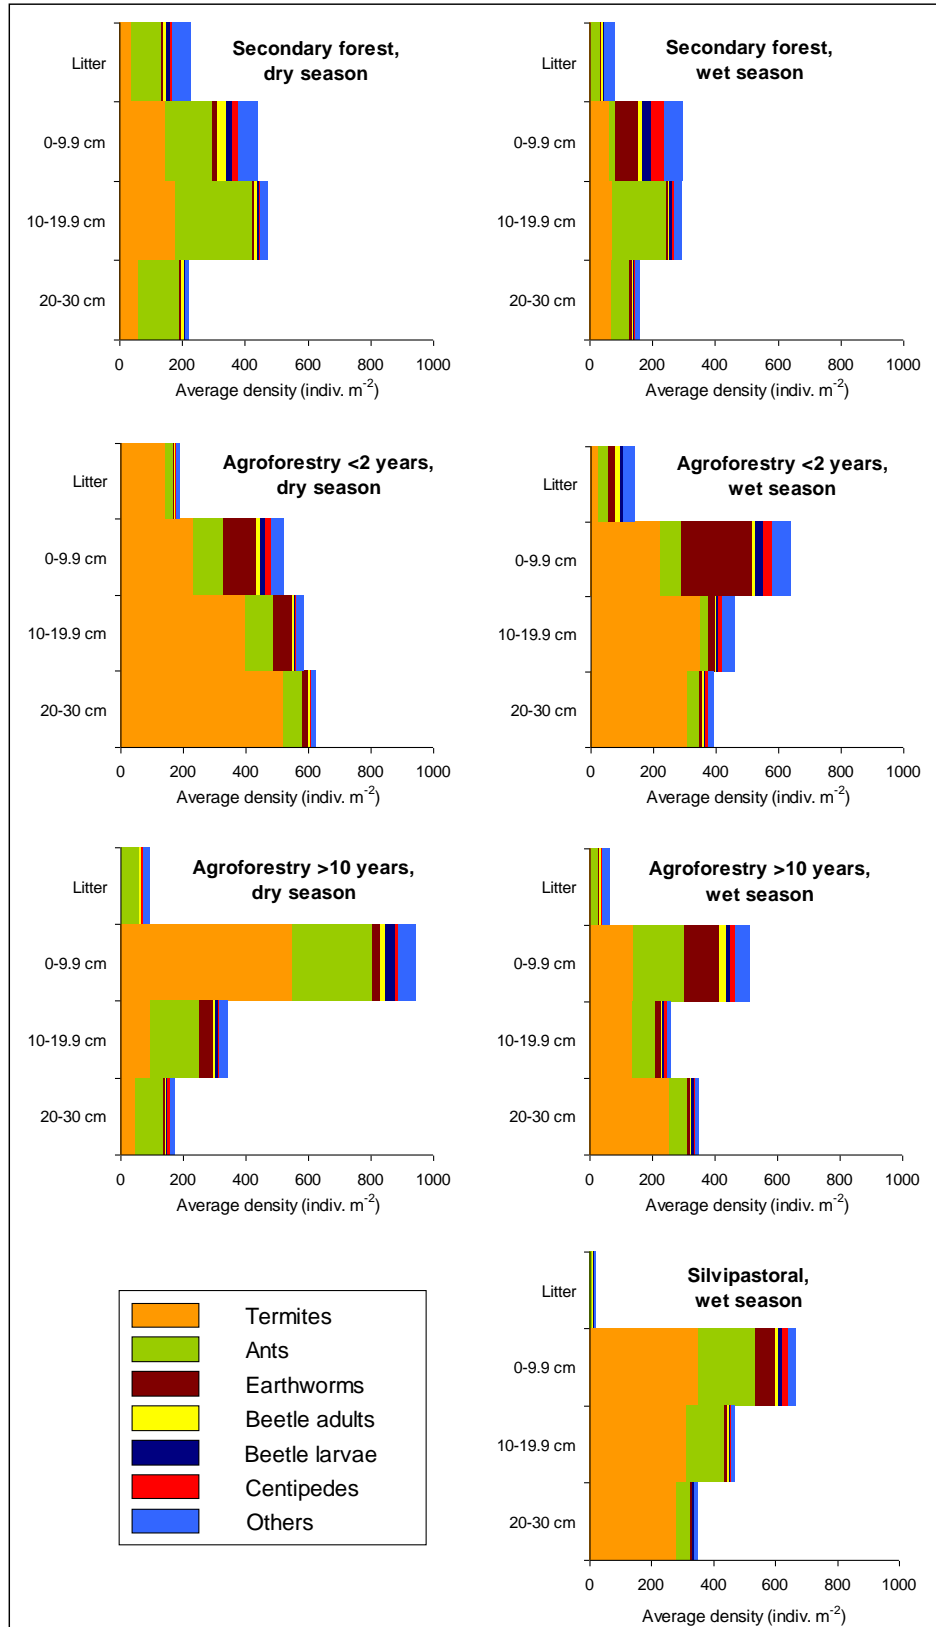 Secondary forest,
dry season
Litter
0-9.9 cm
10-19.9 cm
20-30 cm
0 200 400 600 800 1000
Average density (indiv. m⁻²)
Secondary forest,
wet season
Litter
0-9.9 cm
10-19.9 cm
20-30 cm
0 200 400 600 800 1000
Average density (indiv. m⁻²)
Agroforestry <2 years,
dry season
Litter
0-9.9 cm
10-19.9 cm
20-30 cm
0 200 400 600 800 1000
Average density (indiv. m⁻²)
Agroforestry <2 years,
wet season
Litter
0-9.9 cm
10-19.9 cm
20-30 cm
0 200 400 600 800 1000
Average density (indiv. m⁻²)
Agroforestry >10 years,
dry season
Litter
0-9.9 cm
10-19.9 cm
20-30 cm
0 200 400 600 800 1000
Average density (indiv. m⁻²)
Agroforestry >10 years,
wet season
Litter
0-9.9 cm
10-19.9 cm
20-30 cm
0 200 400 600 800 1000
Average density (indiv. m⁻²)
Termites
Ants
Earthworms
Beetle adults
Beetle larvae
Centipedes
Others
Silvipastoral,
wet season
Litter
0-9.9 cm
10-19.9 cm
20-30 cm
0 200 400 600 800 1000
Average density (indiv. m⁻²)